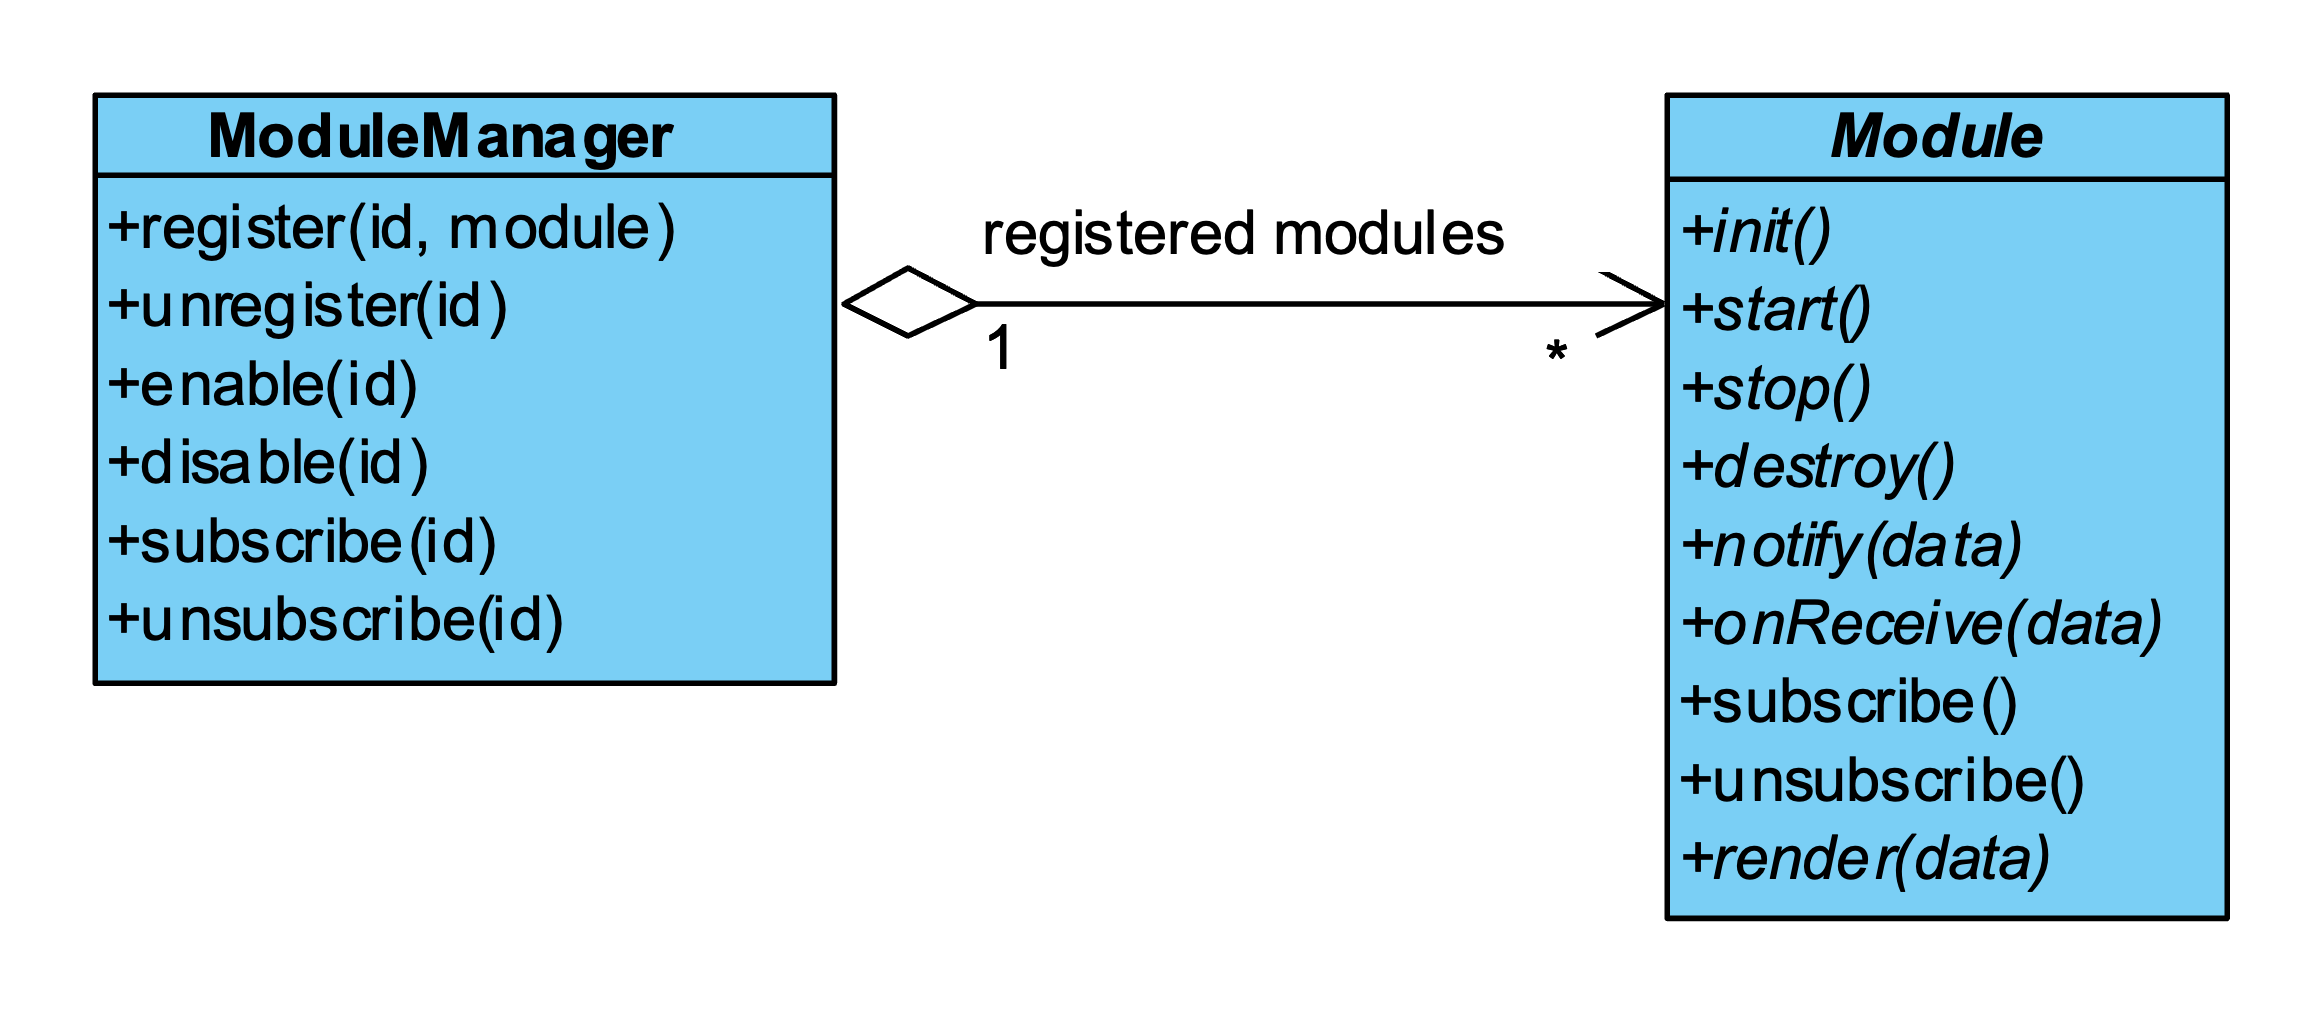 ModuleManager
+register(id, module)
+unregister(id)
+enable(id)
+disable(id)
+subscribe(id)
+unsubscribe(id)
registered modules
1
*
Module
+init()
+start()
+stop()
+destroy()
+notify(data)
+onReceive(data)
+subscribe()
+unsubscribe()
+render(data)